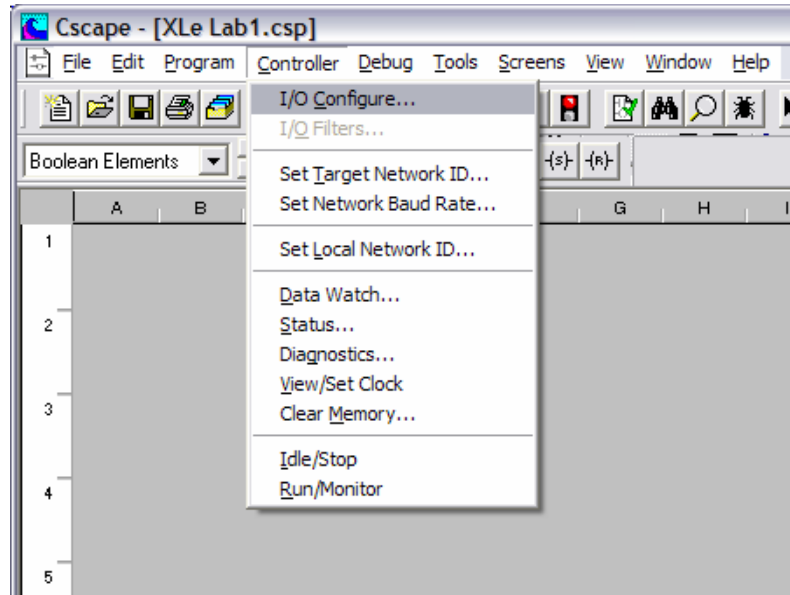 Cscape - [XLe Lab1.csp]
File Edit Program Controller Debug Tools Screens View Window Help
I/O Configure...
I/O Filters...
Boolean Elements
(S)
(R)
Set Target Network ID...
Set Network Baud Rate...
A B G H I
Set Local Network ID...
1
Data Watch...
2
Status...
Diagnostics...
View/Set Clock
3
Clear Memory...
Idle/Stop
4
Run/Monitor
5